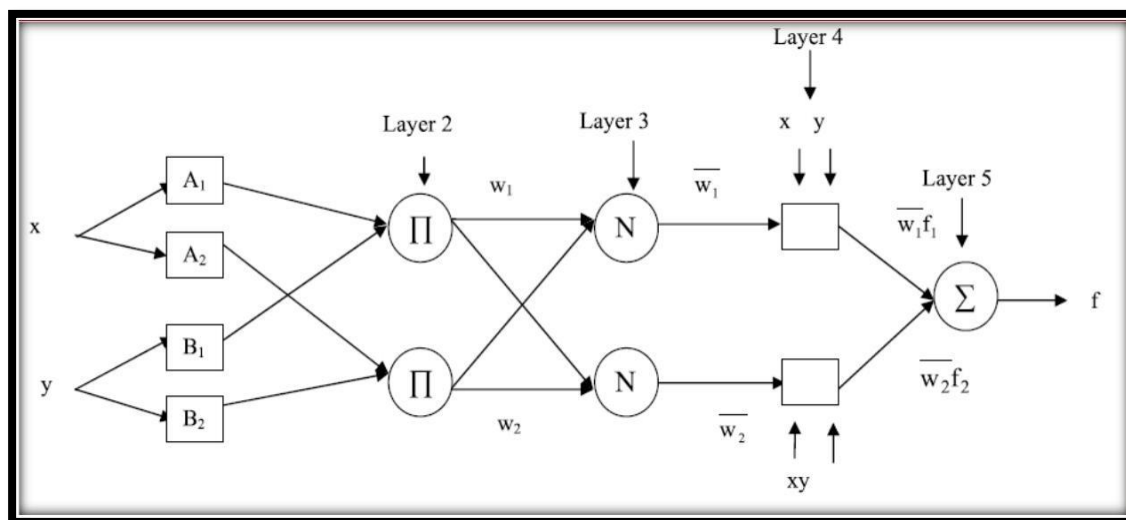 Layer 4
Layer 2
Layer 3
x y
Layer 5
A₁
w₁
w̅₁
x
∏
N
w̅₁f₁
A₂
Σ
f
B₁
y
∏
N
w̅₂f₂
B₂
w₂
w̅₂
xy